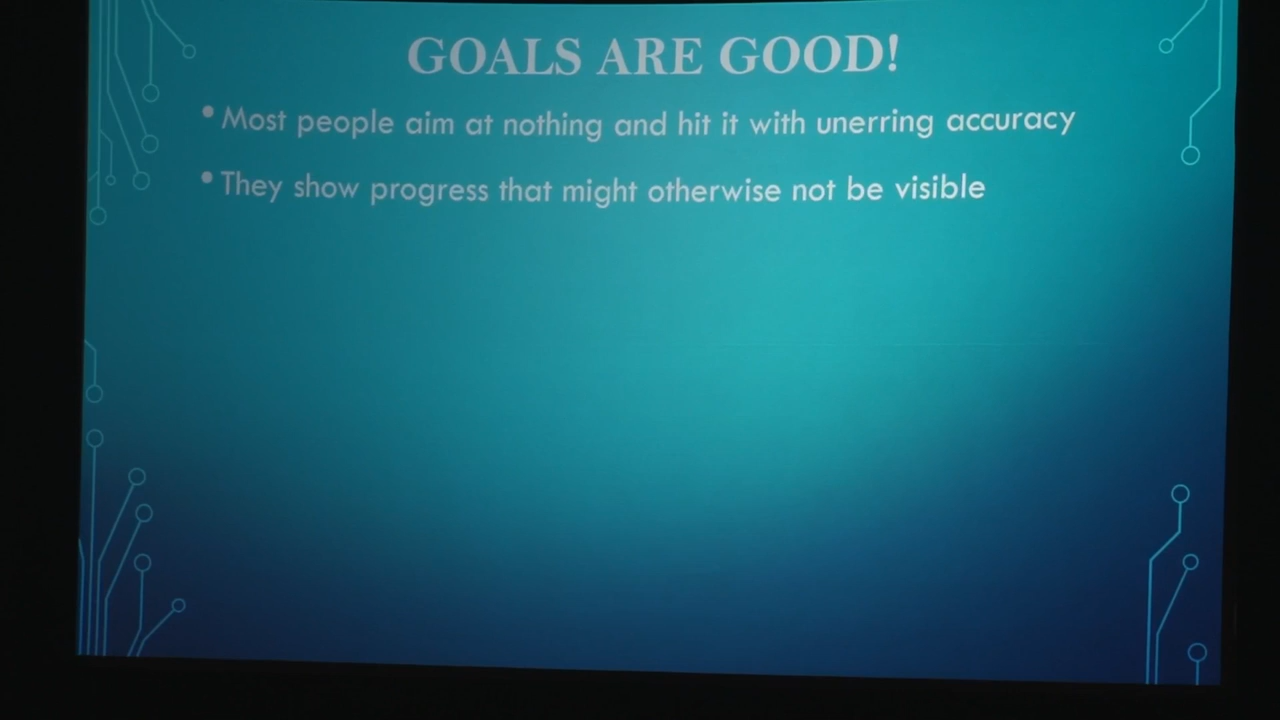 GOALS ARE GOOD!
• Most people aim at nothing and hit it with unerring accuracy
• They show progress that might otherwise not be visible